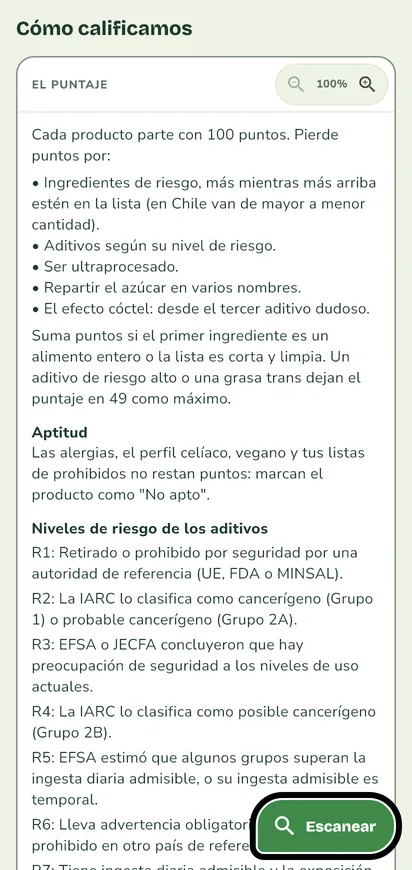 Cómo calificamos
EL PUNTAJE
100%
Cada producto parte con 100 puntos. Pierde
puntos por:
• Ingredientes de riesgo, más mientras más arriba
estén en la lista (en Chile van de mayor a menor
cantidad).
• Aditivos según su nivel de riesgo.
• Ser ultraprocesado.
• Repartir el azúcar en varios nombres.
• El efecto cóctel: desde el tercer aditivo dudoso.
Suma puntos si el primer ingrediente es un
alimento entero o la lista es corta y limpia. Un
aditivo de riesgo alto o una grasa trans dejan el
puntaje en 49 como máximo.
Aptitud
Las alergias, el perfil celíaco, vegano y tus listas
de prohibidos no restan puntos: marcan el
producto como "No apto".
Niveles de riesgo de los aditivos
R1: Retirado o prohibido por seguridad por una
autoridad de referencia (UE, FDA o MINSAL).
R2: La IARC lo clasifica como cancerígeno (Grupo
1) o probable cancerígeno (Grupo 2A).
R3: EFSA o JECFA concluyeron que hay
preocupación de seguridad a los niveles de uso
actuales.
R4: La IARC lo clasifica como posible cancerígeno
(Grupo 2B).
R5: EFSA estimó que algunos grupos superan la
ingesta diaria admisible, o su ingesta admisible es
temporal.
R6: Lleva advertencia
prohibido en otro país de
Escanear
R7: Tiene ingesta diaria admisible y la exposición